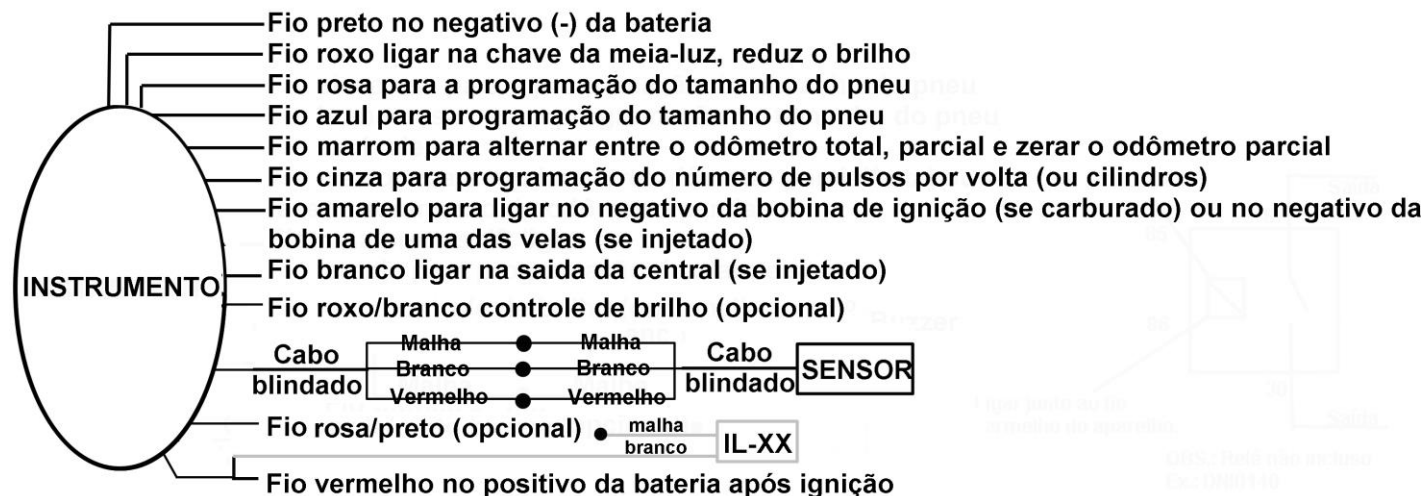 Fio preto no negativo (-) da bateria
Fio roxo ligar na chave da meia-luz, reduz o brilho
Fio rosa para a programação do tamanho do pneu
Fio azul para programação do tamanho do pneu
Fio marrom para alternar entre o odômetro total, parcial e zerar o odômetro parcial
Fio cinza para programação do número de pulsos por volta (ou cilindros)
Fio amarelo para ligar no negativo da bobina de ignição (se carburado) ou no negativo da
bobina de uma das velas (se injetado)
INSTRUMENTO
Fio branco ligar na saida da central (se injetado)
Fio roxo/branco controle de brilho (opcional)
Cabo blindado
Malha Malha
Branco Branco
Vermelho Vermelho
Cabo blindado
SENSOR
Fio rosa/preto (opcional)
malha
branco
IL-XX
Fio vermelho no positivo da bateria após ignição
Saída
85
86
30
Saída